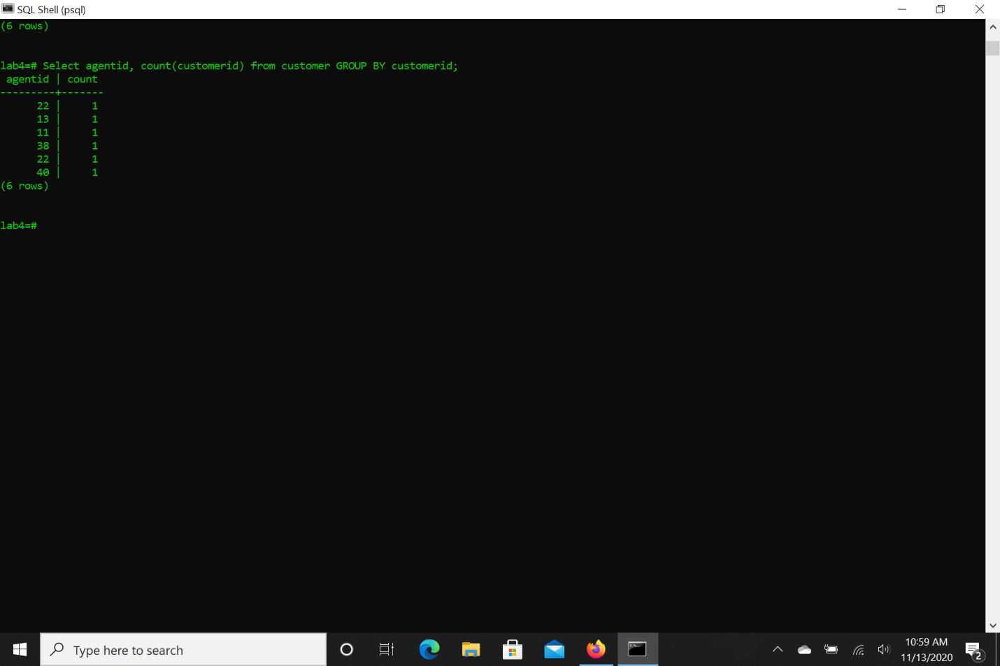 SQL Shell (psql)
(6 rows)
lab4=# Select agentid, count(customerid) from customer GROUP BY customerid;
 agentid | count
---------+-------
      22 |     1
      13 |     1
      11 |     1
      38 |     1
      22 |     1
      40 |     1
(6 rows)
lab4=#
Type here to search
10:59 AM
11/13/2020
2